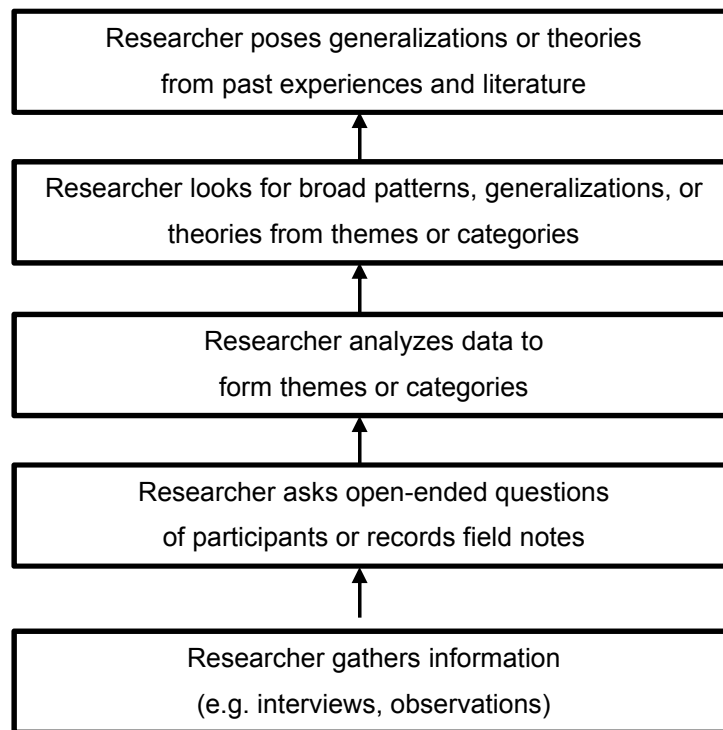 Researcher poses generalizations or theories
from past experiences and literature
Researcher looks for broad patterns, generalizations, or
theories from themes or categories
Researcher analyzes data to
form themes or categories
Researcher asks open-ended questions
of participants or records field notes
Researcher gathers information
(e.g. interviews, observations)